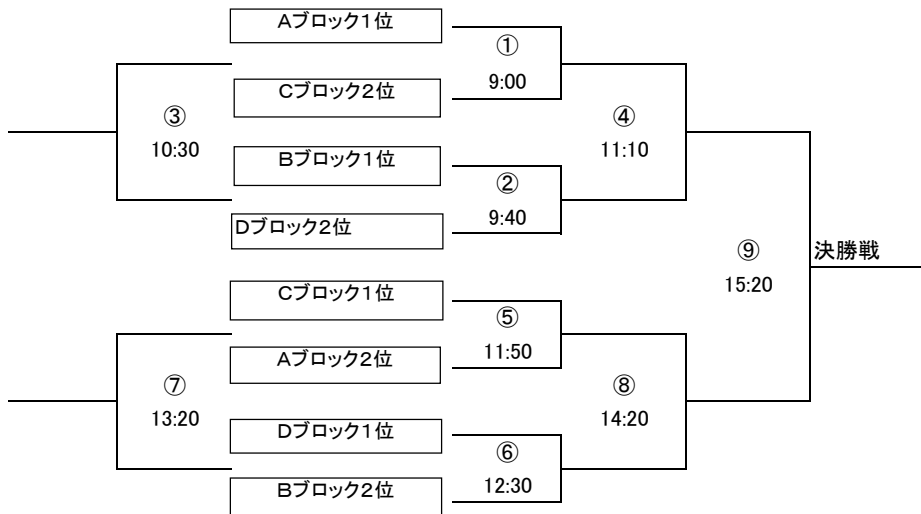 Aブロック1位
①
9:00
Cブロック2位
③
10:30
④
11:10
Bブロック1位
②
9:40
Dブロック2位
⑨
15:20
決勝戦
Cブロック1位
⑤
11:50
Aブロック2位
⑦
13:20
⑧
14:20
Dブロック1位
⑥
12:30
Bブロック2位